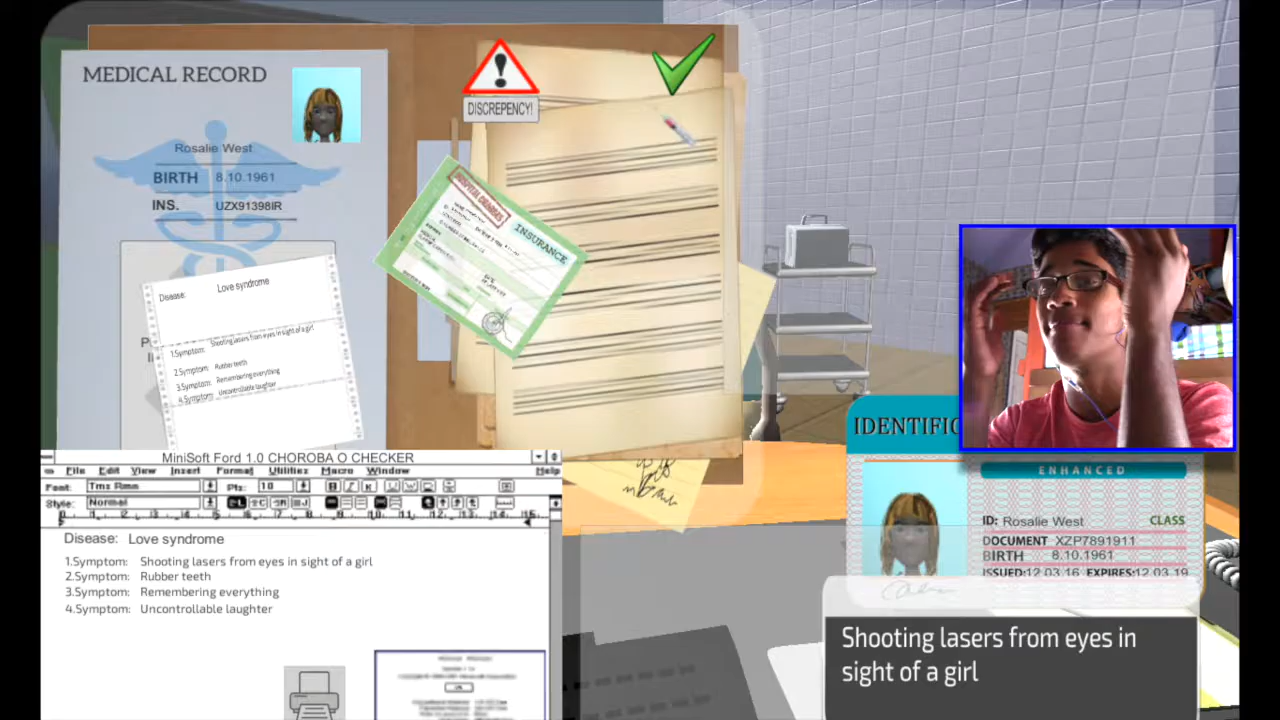 MEDICAL RECORD
Rosalie West
BIRTH 8.10.1961
INS. UZX91398IR
DISCREPENCY!
HOSPITAL CHARGES
INSURANCE
Disease: Love syndrome
1.Symptom: Shooting lasers from eyes in sight of a girl
2.Symptom: Rubber teeth
3.Symptom: Remembering everything
4.Symptom: Uncontrollable laughter
MiniSoft Ford 1.0 CHOROBA O CHECKER
File Edit View Insert Format Utilities Macro Window Help
Font: Tms Rmn Pts: 10
Style: Normal
Disease: Love syndrome
1.Symptom: Shooting lasers from eyes in sight of a girl
2.Symptom: Rubber teeth
3.Symptom: Remembering everything
4.Symptom: Uncontrollable laughter
ENHANCED
ID: Rosalie West CLASS
DOCUMENT XZP7891911
BIRTH 8.10.1961
ISSUED:12.03.16 EXPIRES:12.03.19
Shooting lasers from eyes in
sight of a girl